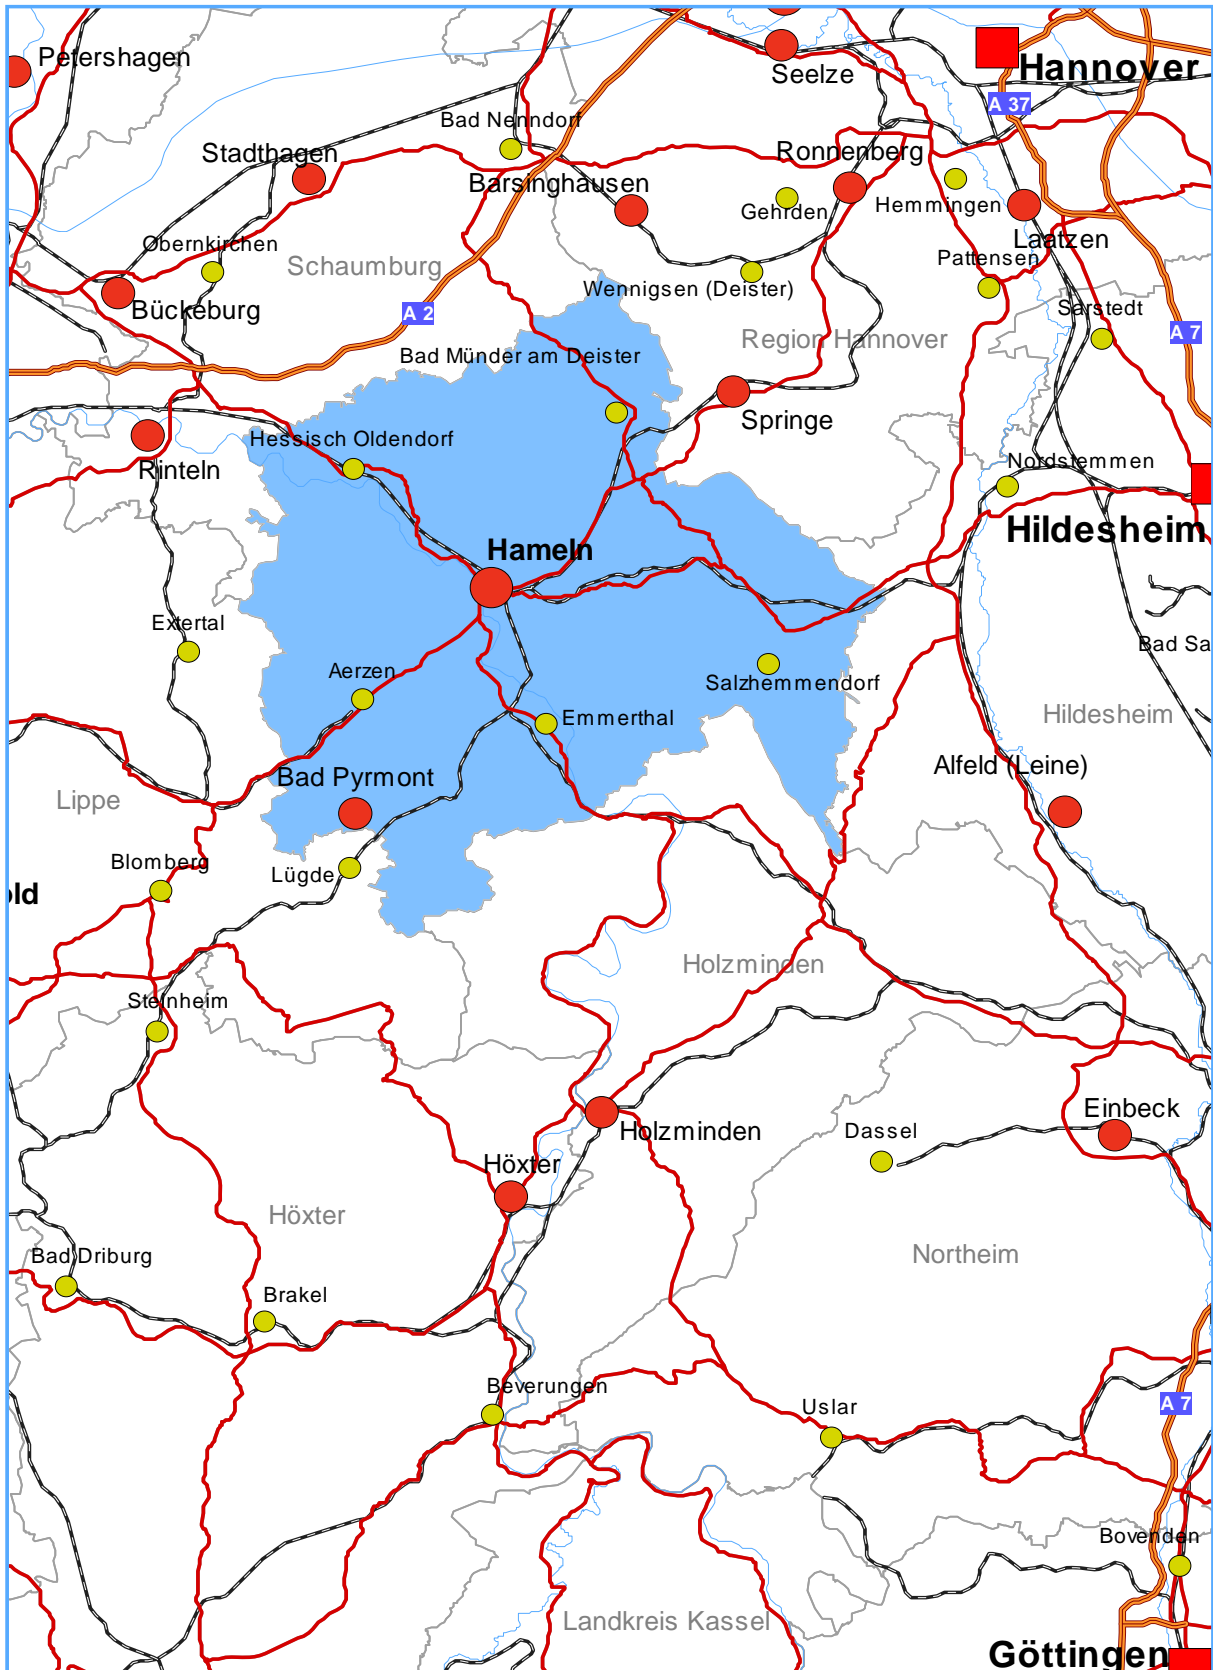 Petershagen
Seelze
Hannover
A 37
Bad Nenndorf
Stadthagen
Ronnenberg
Barsinghausen
Gehrden
Hemmingen
Laatzen
Obernkirchen
Schaumburg
Pattensen
Wennigsen (Deister)
Bückeburg
A 2
Sarstedt
A 7
Region Hannover
Bad Münder am Deister
Springe
Hessisch Oldendorf
Rinteln
Nordstemmen
Hildesheim
Hameln
Extertal
Bad Sa
Aerzen
Salzhemmendorf
Emmerthal
Hildesheim
Bad Pyrmont
Alfeld (Leine)
Lippe
Blomberg
Lügde
old
Holzminden
Steinheim
Einbeck
Holzminden
Dassel
Höxter
Höxter
Northeim
Bad Driburg
Brakel
Beverungen
Uslar
A 7
Bovenden
Landkreis Kassel
Göttingen